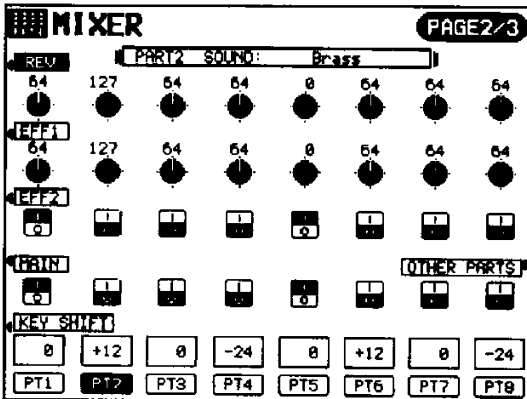 MIXER PAGE2/3
REV PART2 SOUND: Brass
64 127 64 64 0 64 64 64
EFF1
64 127 64 64 0 64 64 64
EFF2
MAIN OTHER PARTS
KEY SHIFT
0 +12 0 -24 0 +12 0 -24
PT1 PT2 PT3 PT4 PT5 PT6 PT7 PT8